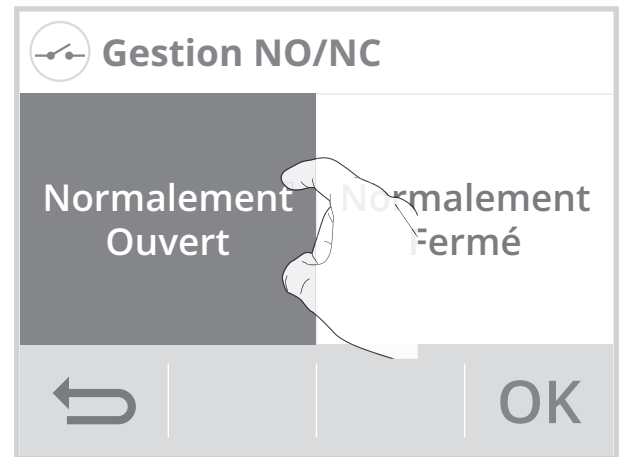 Gestion NO/NC
Normalement
Ouvert
Normalement
Fermé
OK